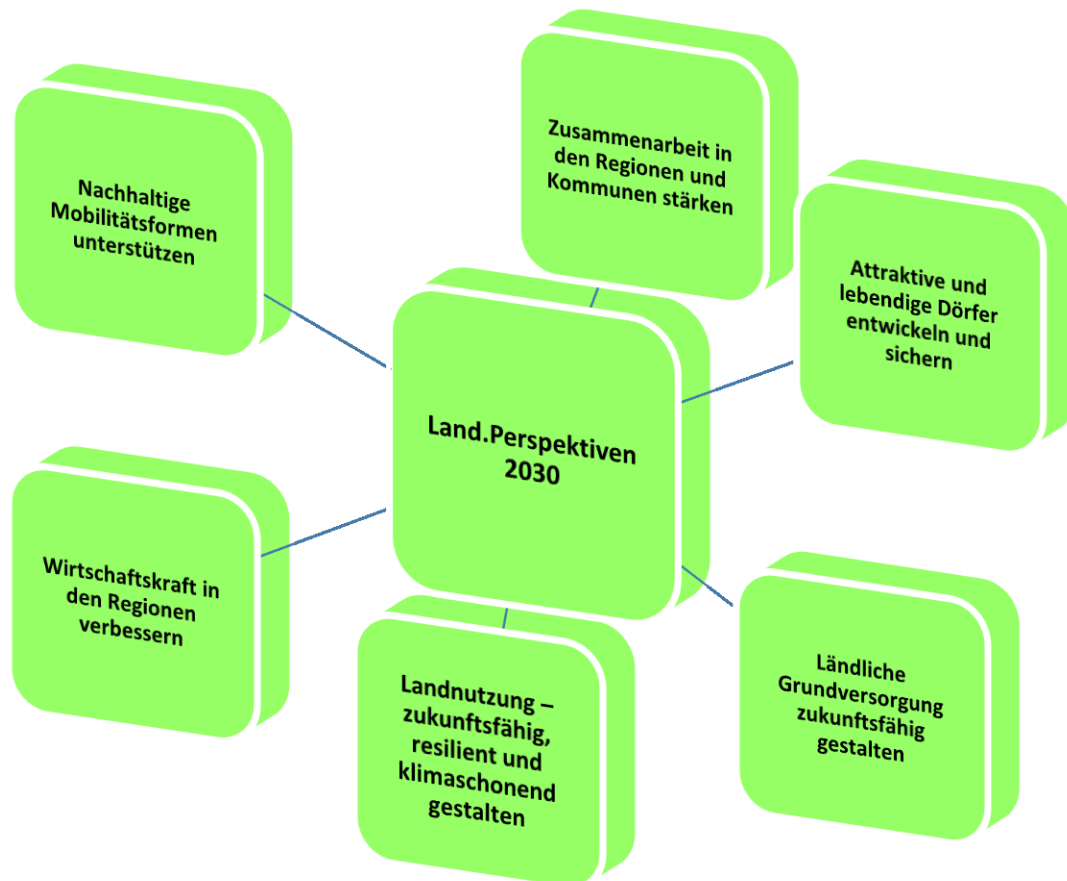 Zusammenarbeit in
den Regionen und
Kommunen stärken
Nachhaltige
Mobilitätsformen
unterstützen
Attraktive und
lebendige Dörfer
entwickeln und
sichern
Land.Perspektiven
2030
Wirtschaftskraft in
den Regionen
verbessern
Landnutzung –
zukunftsfähig,
resilient und
klimaschonend
gestalten
Ländliche
Grundversorgung
zukunftsfähig
gestalten